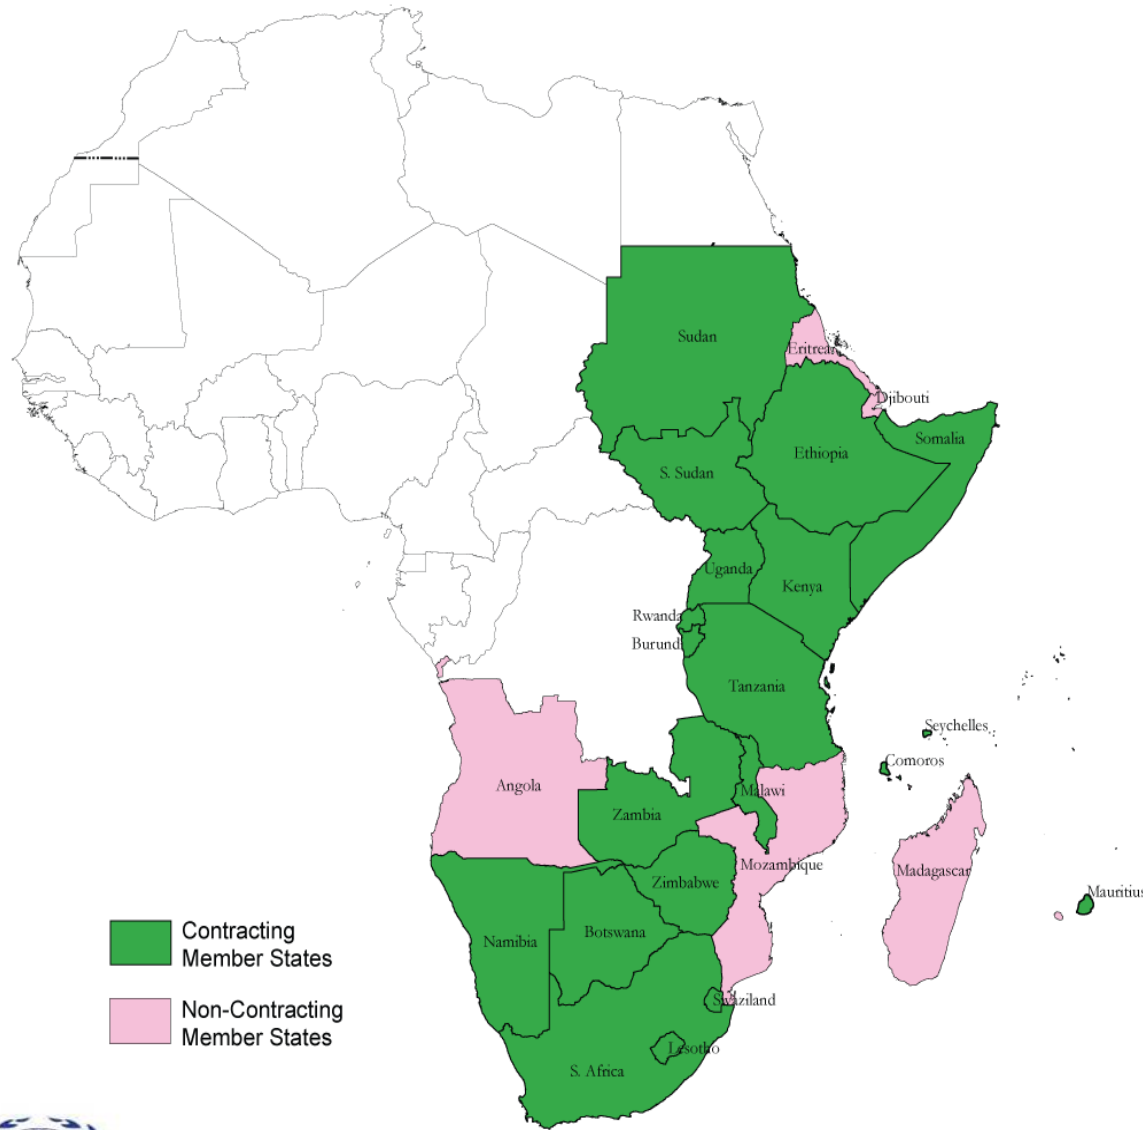 Sudan
Eritrea
Djibouti
Somalia
Ethiopia
S. Sudan
Uganda
Kenya
Rwanda
Burundi
Tanzania
Seychelles
Comoros
Angola
Malawi
Zambia
Mozambique
Madagascar
Zimbabwe
Mauritius
Namibia
Botswana
Swaziland
Lesotho
S. Africa
Contracting
Member States
Non-Contracting
Member States